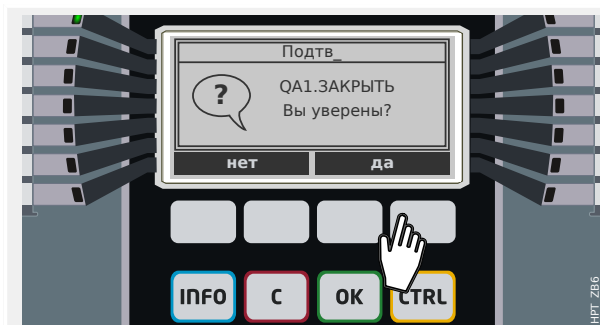 Подтв_
?
QA1.ЗАКРЫТЬ
Вы уверены?
нет да
INFO C OK CTRL
HPT ZB6